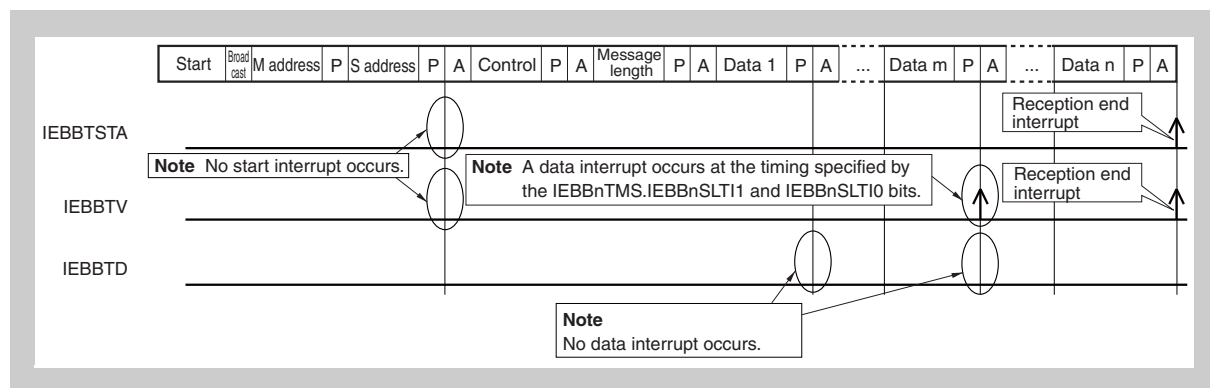 Start Broad cast M address P S address P A Control P A Message length P A Data 1 P A ... Data m P A ... Data n P A
Reception end
interrupt
IEBBTSTA
Note No start interrupt occurs.
Note A data interrupt occurs at the timing specified by
the IEBBnTMS.IEBBnSLTI1 and IEBBnSLTI0 bits.
Reception end
interrupt
IEBBTV
IEBBTD
Note
No data interrupt occurs.